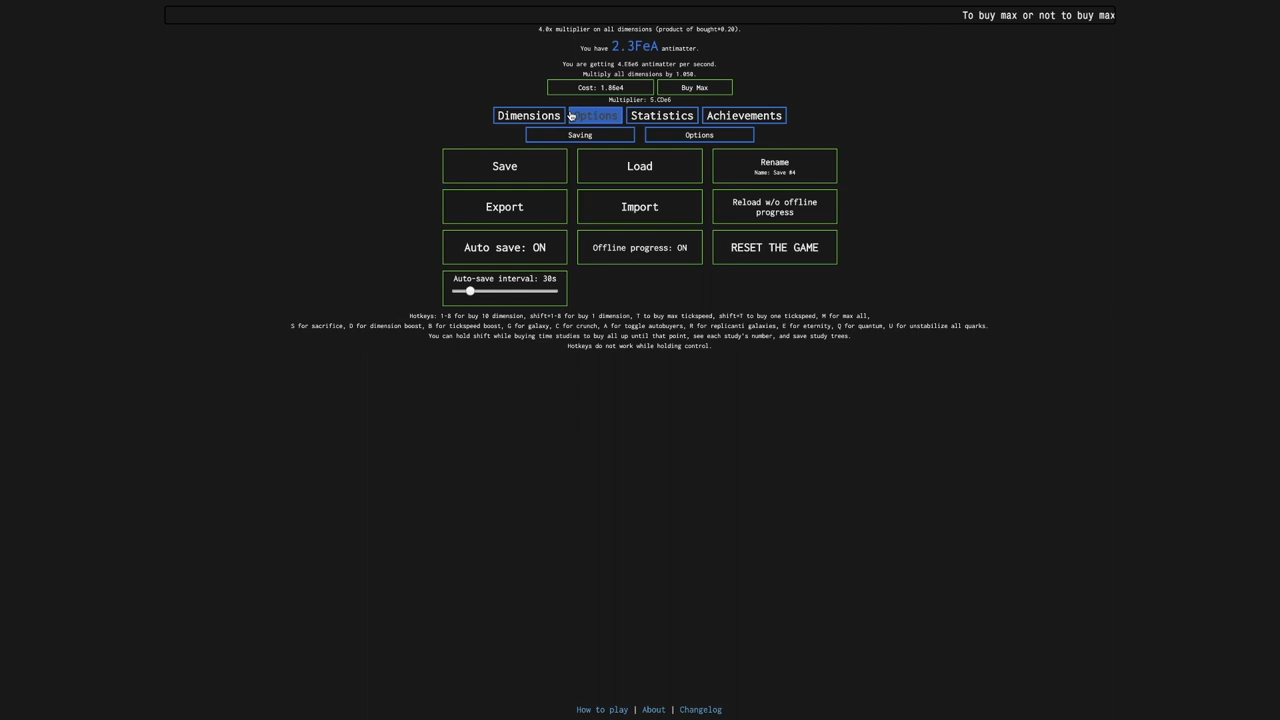 To buy max or not to buy max
4.0x multiplier on all dimensions (product of bought*0.20).
You have 2.3FeA antimatter.
You are getting 4.E6e6 antimatter per second.
Multiply all dimensions by 1.050.
Cost: 1.86e4 Buy Max
Multiplier: 5.CDe6
Dimensions Options Statistics Achievements
Saving Options
Save Load Rename
Name: Save #4
Export Import Reload w/o offline
progress
Auto save: ON Offline progress: ON RESET THE GAME
Auto-save interval: 30s
Hotkeys: 1-8 for buy 10 dimension, shift+1-8 for buy 1 dimension, T to buy max tickspeed, shift+T to buy one tickspeed, M for max all,
S for sacrifice, D for dimension boost, B for tickspeed boost, G for galaxy, C for crunch, A for toggle autobuyers, R for replicanti galaxies, E for eternity, Q for quantum, U for unstabilize all quarks.
You can hold shift while buying time studies to buy all up until that point, see each study's number, and save study trees.
Hotkeys do not work while holding control.
How to play | About | Changelog